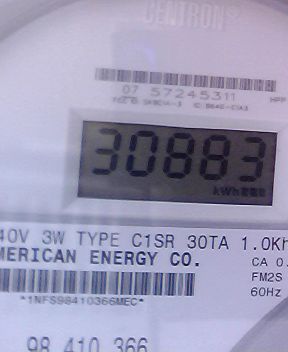 CENTRON®
07 57245311
30883
kWh
40V 3W TYPE C1SR 30TA 1.0Kh
MERICAN ENERGY CO.
CA 0.
FM2S
60Hz
*1NFS98410366MEC*
98 410 366